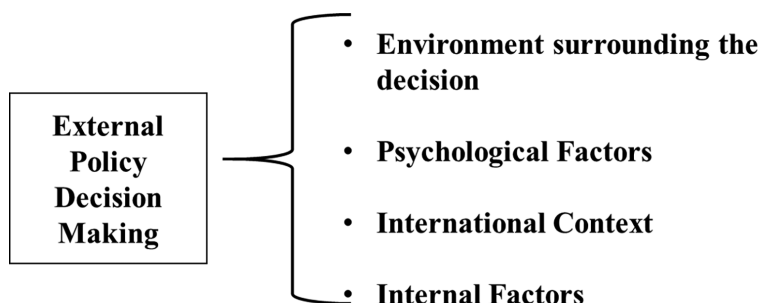 External
Policy
Decision
Making
• Environment surrounding the
decision
• Psychological Factors
• International Context
• Internal Factors